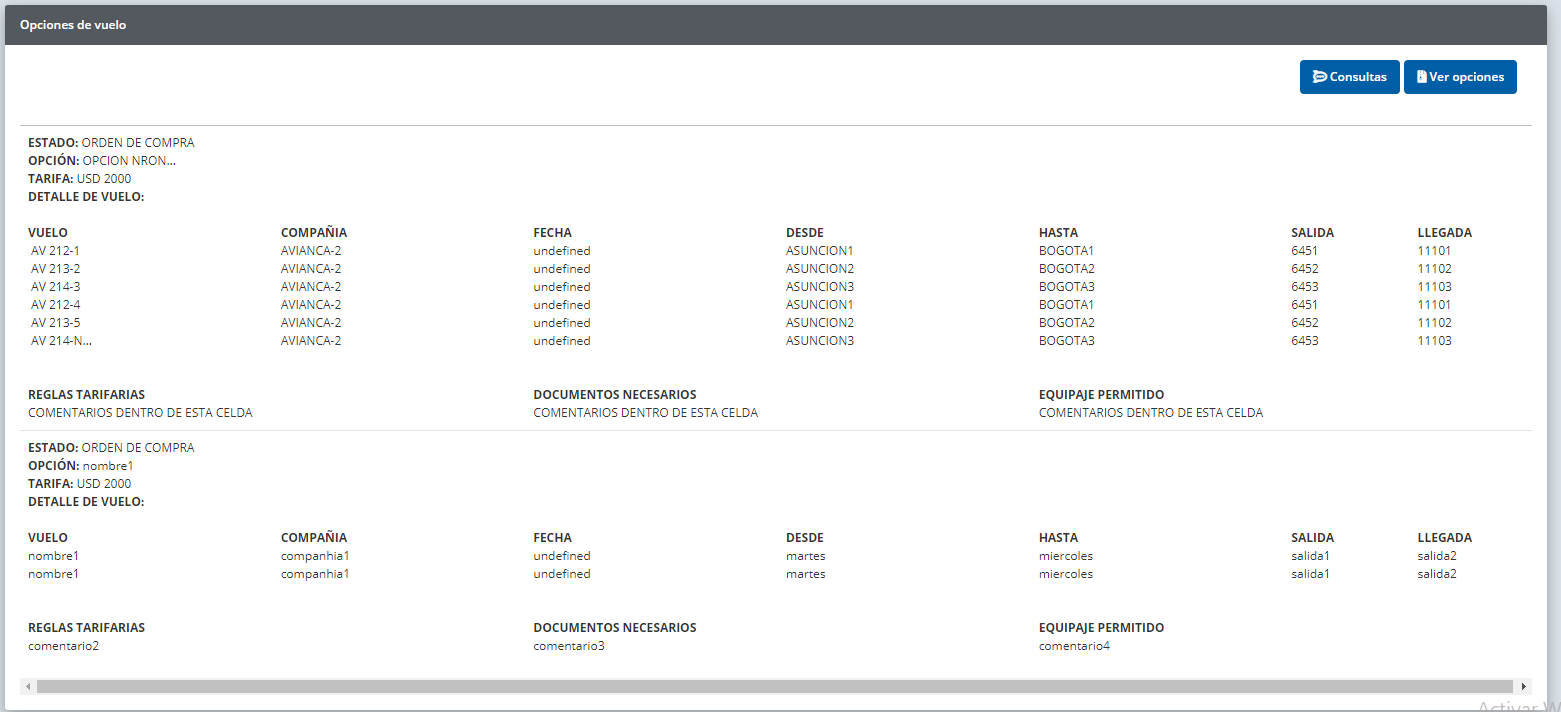 Opciones de vuelo
Consultas Ver opciones
ESTADO: ORDEN DE COMPRA
OPCIÓN: OPCION NRON...
TARIFA: USD 2000
DETALLE DE VUELO:
VUELO COMPAÑIA FECHA DESDE HASTA SALIDA LLEGADA
AV 212-1 AVIANCA-2 undefined ASUNCION1 BOGOTA1 6451 11101
AV 213-2 AVIANCA-2 undefined ASUNCION2 BOGOTA2 6452 11102
AV 214-3 AVIANCA-2 undefined ASUNCION3 BOGOTA3 6453 11103
AV 212-4 AVIANCA-2 undefined ASUNCION1 BOGOTA1 6451 11101
AV 213-5 AVIANCA-2 undefined ASUNCION2 BOGOTA2 6452 11102
AV 214-N... AVIANCA-2 undefined ASUNCION3 BOGOTA3 6453 11103
REGLAS TARIFARIAS DOCUMENTOS NECESARIOS EQUIPAJE PERMITIDO
COMENTARIOS DENTRO DE ESTA CELDA COMENTARIOS DENTRO DE ESTA CELDA COMENTARIOS DENTRO DE ESTA CELDA
ESTADO: ORDEN DE COMPRA
OPCIÓN: nombre1
TARIFA: USD 2000
DETALLE DE VUELO:
VUELO COMPAÑIA FECHA DESDE HASTA SALIDA LLEGADA
nombre1 companhia1 undefined martes miercoles salida1 salida2
nombre1 companhia1 undefined martes miercoles salida1 salida2
REGLAS TARIFARIAS DOCUMENTOS NECESARIOS EQUIPAJE PERMITIDO
comentario2 comentario3 comentario4
Activar W